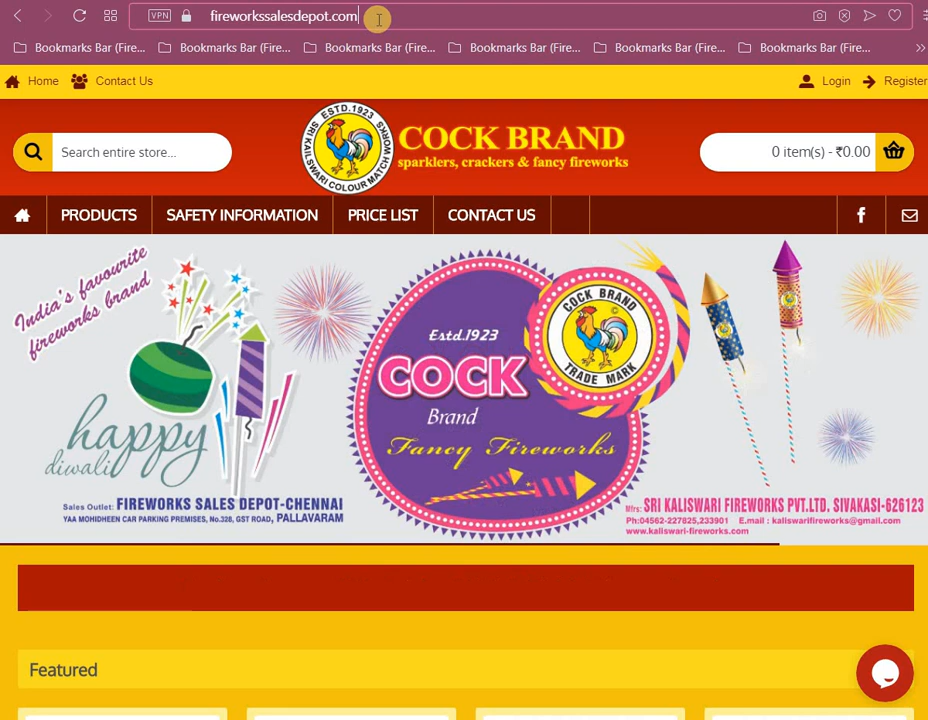 VPN fireworkssalesdepot.com
Bookmarks Bar (Fire... Bookmarks Bar (Fire... Bookmarks Bar (Fire... Bookmarks Bar (Fire... Bookmarks Bar (Fire... Bookmarks Bar (Fire...
Home Contact Us Login Register
ESTD.1923
SRI KALISWARI COLOUR MATCH WORKS
COCK BRAND
sparklers, crackers & fancy fireworks
Search entire store...
0 item(s) - ₹0.00
PRODUCTS SAFETY INFORMATION PRICE LIST CONTACT US
India's favourite
fireworks brand
happy
diwali
Sales Outlet: FIREWORKS SALES DEPOT-CHENNAI
YAA MOHIDHEEN CAR PARKING PREMISES, No.328, GST ROAD, PALLAVARAM
Estd.1923
COCK
Brand
Fancy Fireworks
COCK BRAND
TRADE MARK
Mfrs: SRI KALISWARI FIREWORKS PVT.LTD, SIVAKASI-626123
Ph:04562-227825,233901 E.mail : kaliswarifireworks@gmail.com
www.kaliswari-fireworks.com
Featured